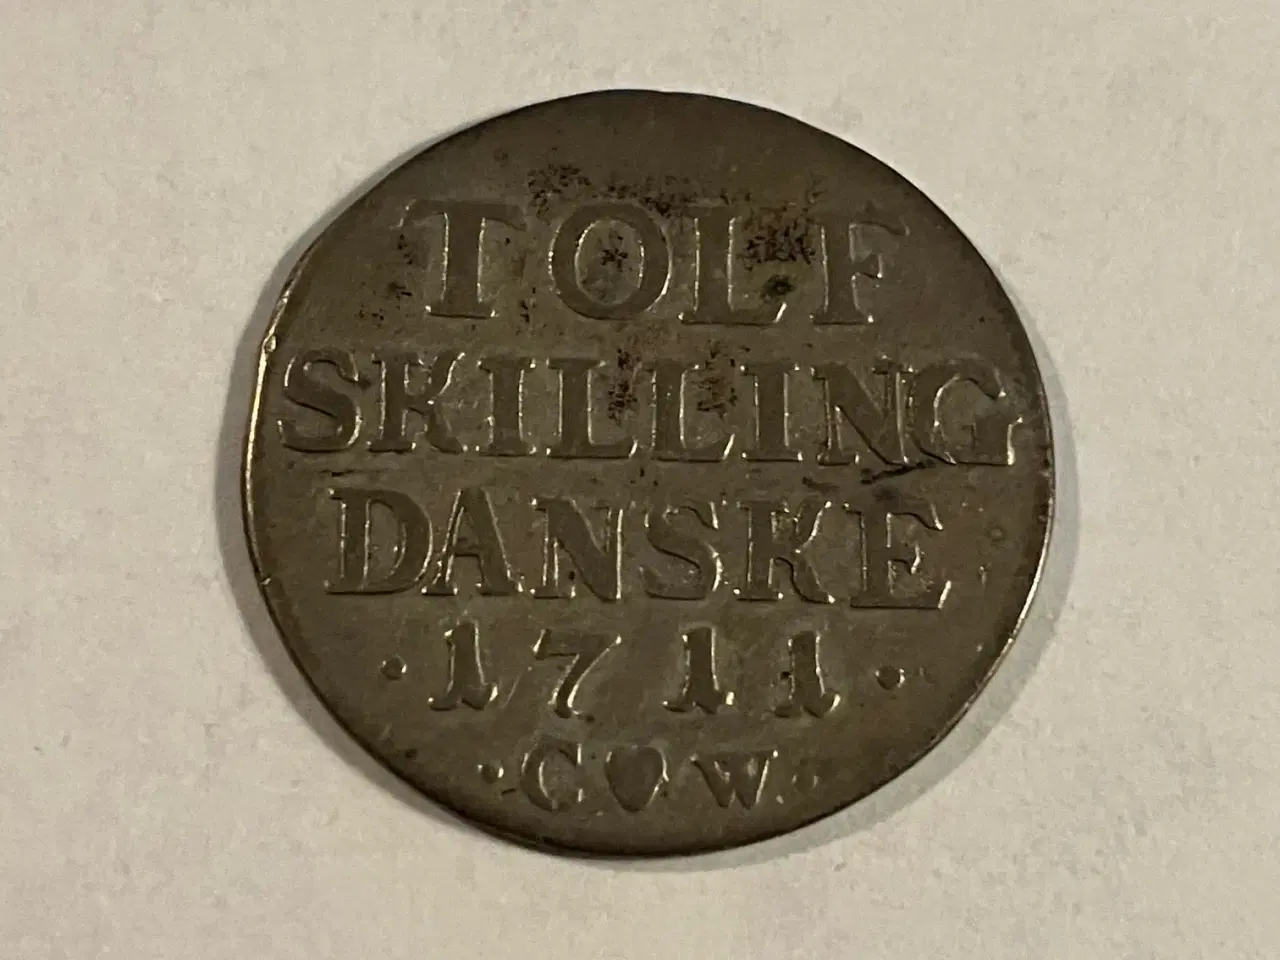 TOLF
SKILLING
DANSKE
·1711·
·C♥W·